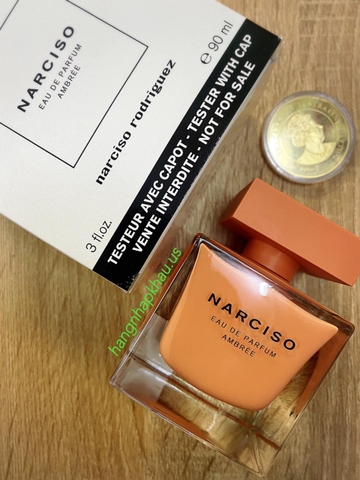 NARCISO
EAU DE PARFUM
AMBRÉE
narciso rodriguez
3 fl.oz.
℮ 90 ml
TESTEUR AVEC CAPOT - TESTER WITH CAP
VENTE INTERDITE - NOT FOR SALE
hangnhapkhau.us
NARCISO
EAU DE PARFUM
AMBRÉE